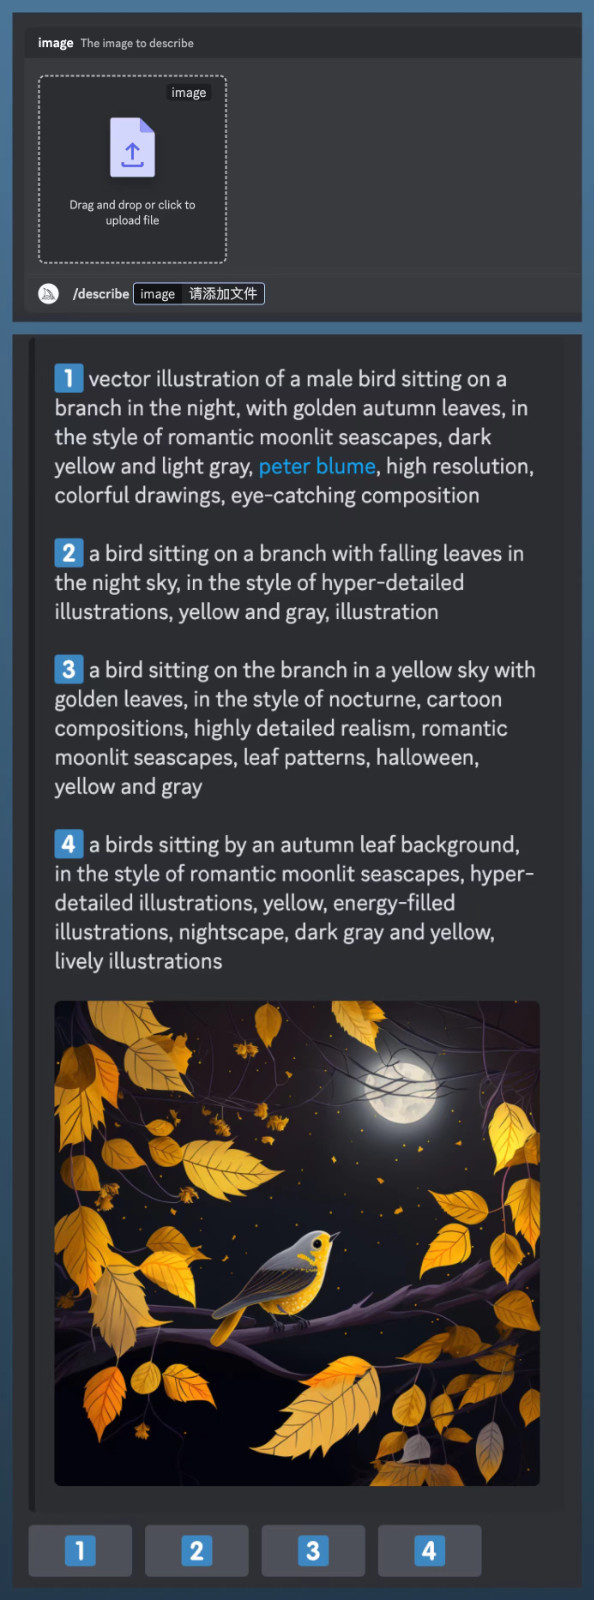 image The image to describe
image
Drag and drop or click to
upload file
/describe image 请添加文件
1 vector illustration of a male bird sitting on a
branch in the night, with golden autumn leaves, in
the style of romantic moonlit seascapes, dark
yellow and light gray, peter blume, high resolution,
colorful drawings, eye-catching composition
2 a bird sitting on a branch with falling leaves in
the night sky, in the style of hyper-detailed
illustrations, yellow and gray, illustration
3 a bird sitting on the branch in a yellow sky with
golden leaves, in the style of nocturne, cartoon
compositions, highly detailed realism, romantic
moonlit seascapes, leaf patterns, halloween,
yellow and gray
4 a birds sitting by an autumn leaf background,
in the style of romantic moonlit seascapes, hyper-
detailed illustrations, yellow, energy-filled
illustrations, nightscape, dark gray and yellow,
lively illustrations
1 2 3 4